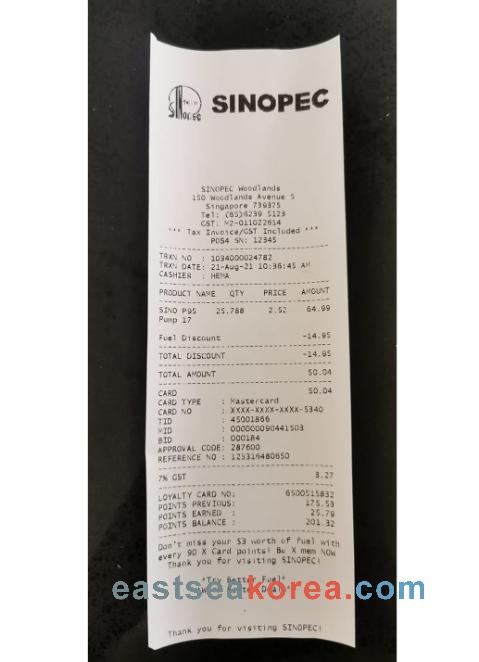 SINOPEC
SINOPEC
SINOPEC Woodlands
150 Woodlands Avenue 5
Singapore 739375
Tel: (65)6239 5123
GST: M2-011022614
*** Tax Invoice/GST Included ***
POS4 SN: 12345
TRXN NO : 1034000024782
TRXN DATE: 21-Aug-21 10:36:45 AM
CASHIER : HEMA
PRODUCT NAME QTY PRICE AMOUNT
SINO P95 25.788 2.52 64.99
Pump 17
Fuel Discount -14.95
TOTAL DISCOUNT -14.95
TOTAL AMOUNT 50.04
CARD 50.04
CARD TYPE : Mastercard
CARD NO : XXXX-XXXX-XXXX-5340
TID : 45001866
MID : 000000090441503
BID : 000184
APPROVAL CODE: 287600
REFERENCE NO : 125316480650
7% GST 3.27
LOYALTY CARD NO: 6500515832
POINTS PREVIOUS: 175.53
POINTS EARNED : 25.79
POINTS BALANCE : 201.32
Don't miss your $3 worth of fuel with
every 90 X Card points! Be X mem NOW
Thank you for visiting SINOPEC!
"Try Better Fuel"
eastseakorea.com
Thank you for visiting SINOPEC!